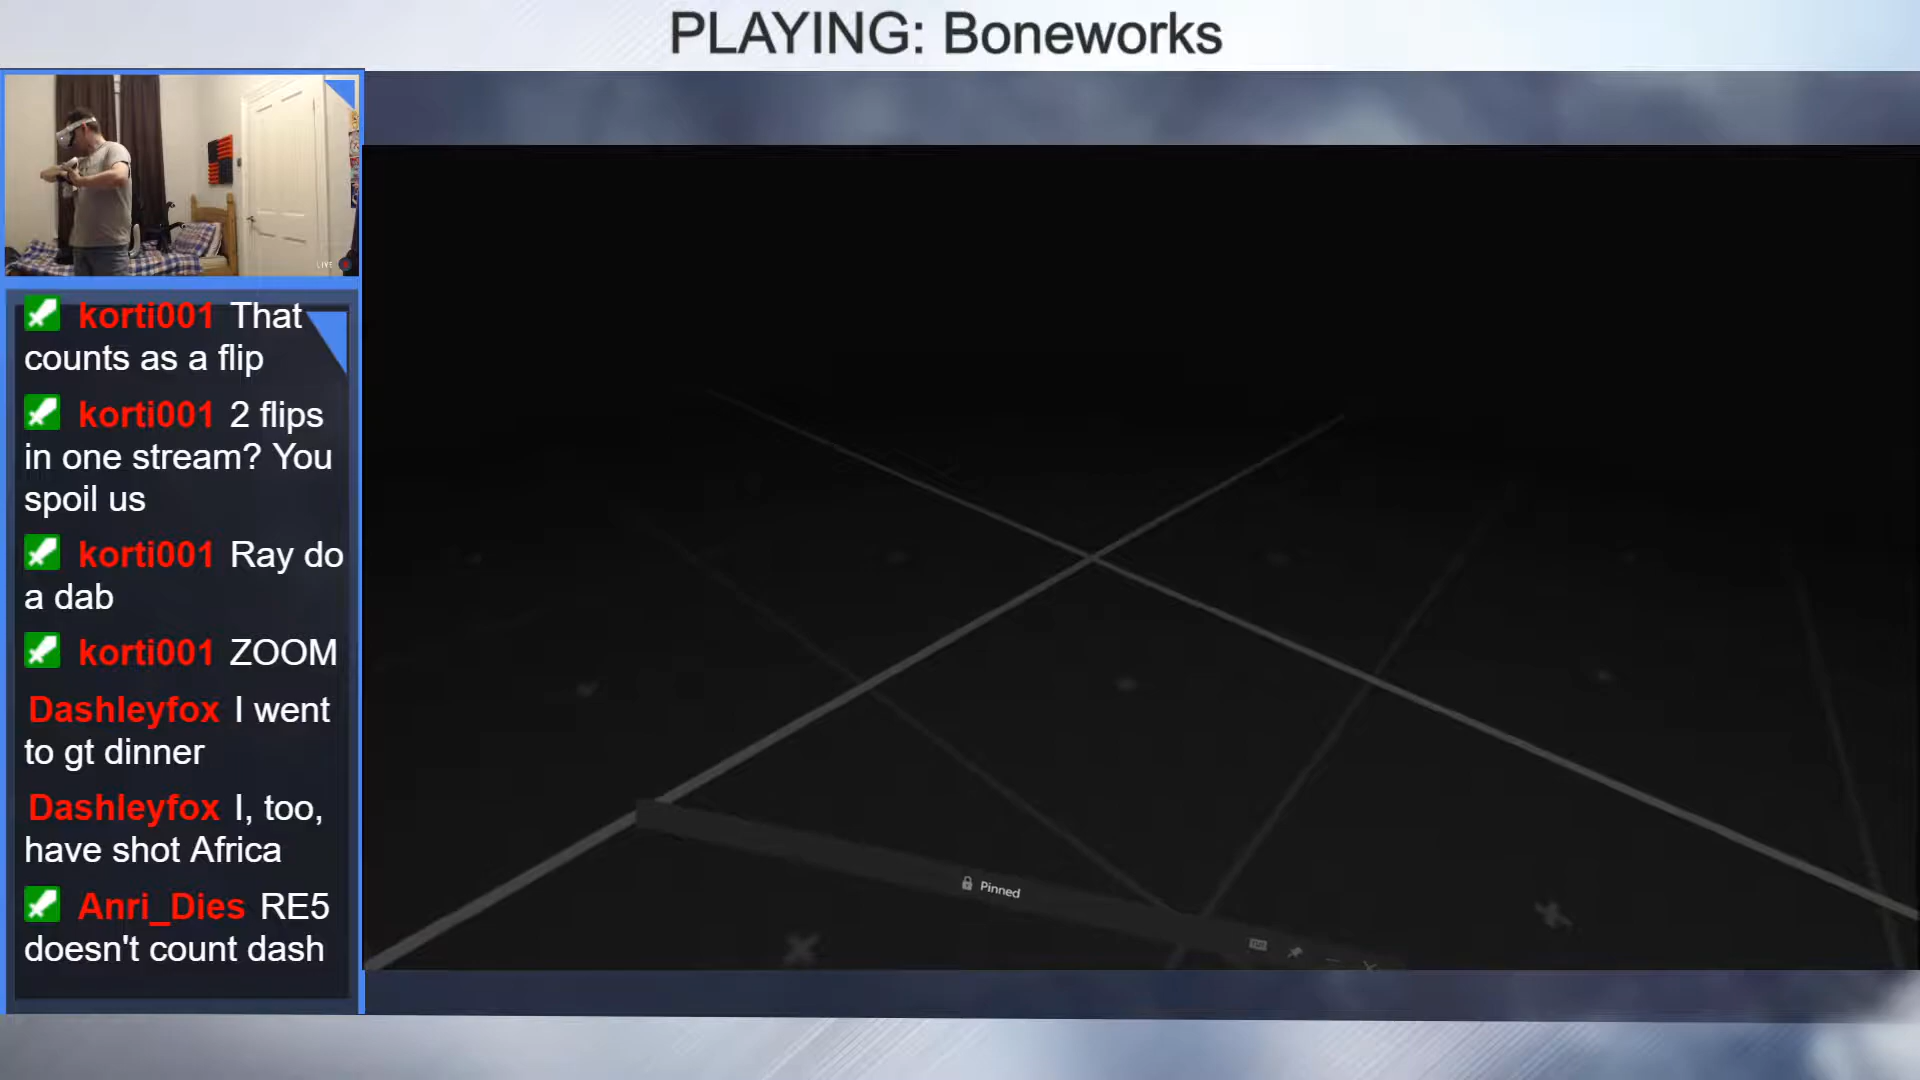 PLAYING: Boneworks
LIVE
korti001 That
counts as a flip
korti001 2 flips
in one stream? You
spoil us
korti001 Ray do
a dab
korti001 ZOOM
Dashleyfox I went
to gt dinner
Dashleyfox I, too,
have shot Africa
Anri_Dies RE5
doesn't count dash
Pinned